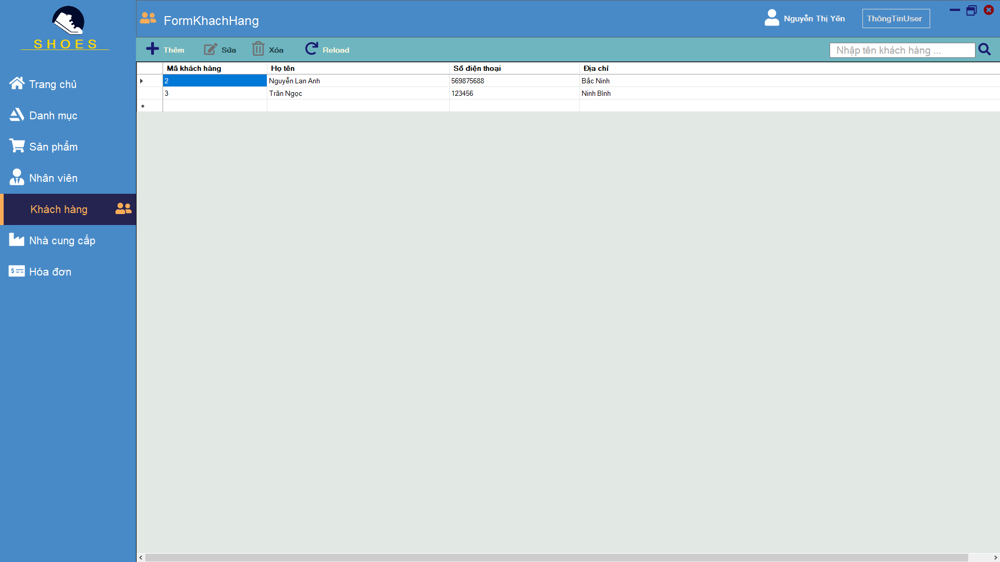 SHOES
Trang chủ
Danh mục
Sản phẩm
Nhân viên
Khách hàng
Nhà cung cấp
Hóa đơn
FormKhachHang
Nguyễn Thị Yến
ThôngTinUser
Thêm
Sửa
Xóa
Reload
Nhập tên khách hàng ...
Mã khách hàng Họ tên Số điện thoại Địa chỉ
2 Nguyễn Lan Anh 569875688 Bắc Ninh
3 Trần Ngọc 123456 Ninh Bình